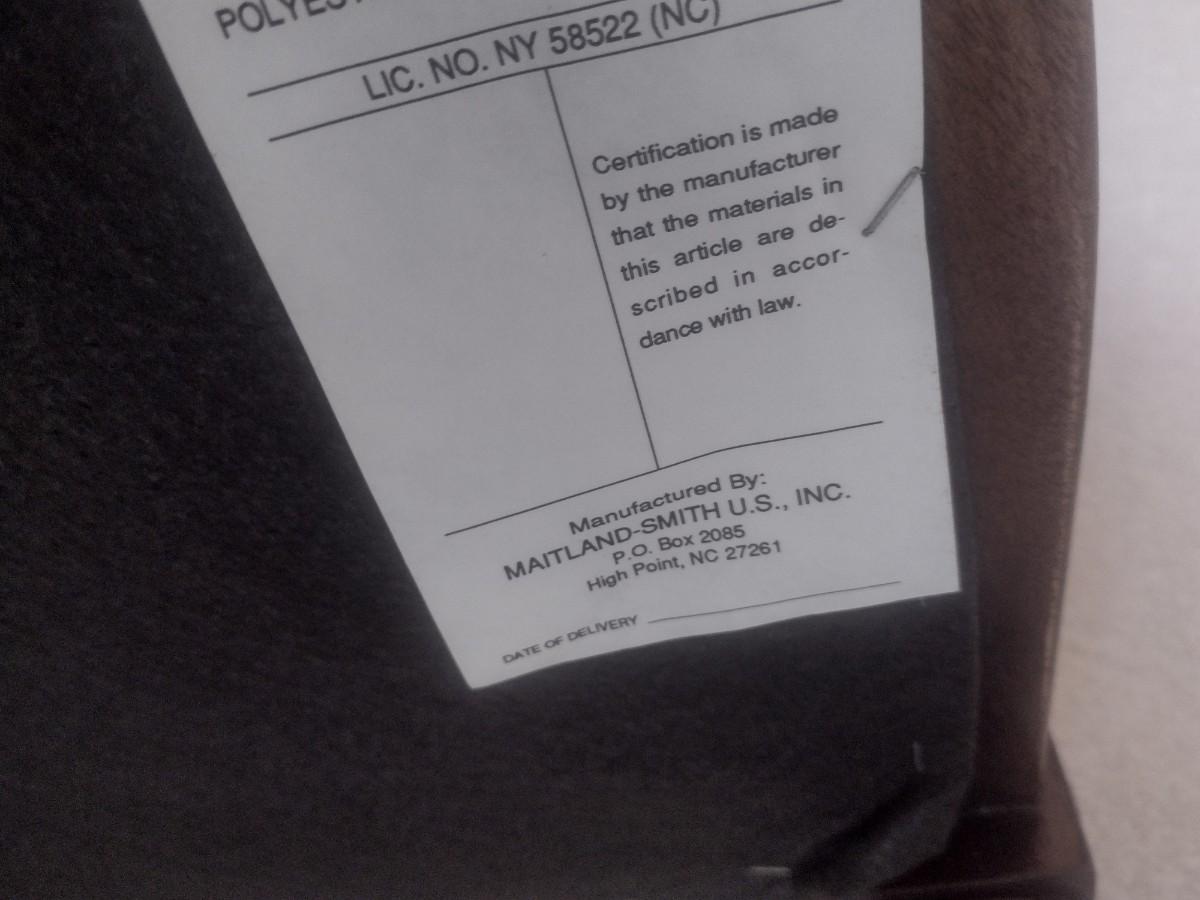 LIC. NO. NY 58522 (NC)
Certification is made
by the manufacturer
that the materials in
this article are de-
scribed in accor-
dance with law.
Manufactured By:
MAITLAND-SMITH U.S., INC.
P.O. Box 2085
High Point, NC 27261
DATE OF DELIVERY